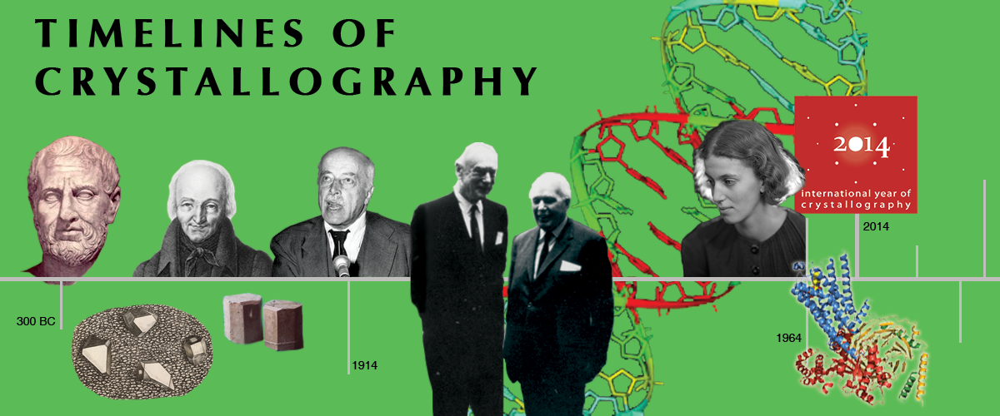 TIMELINES OF
CRYSTALLOGRAPHY
2014
international year of
crystallography
2014
300 BC
1964
1914